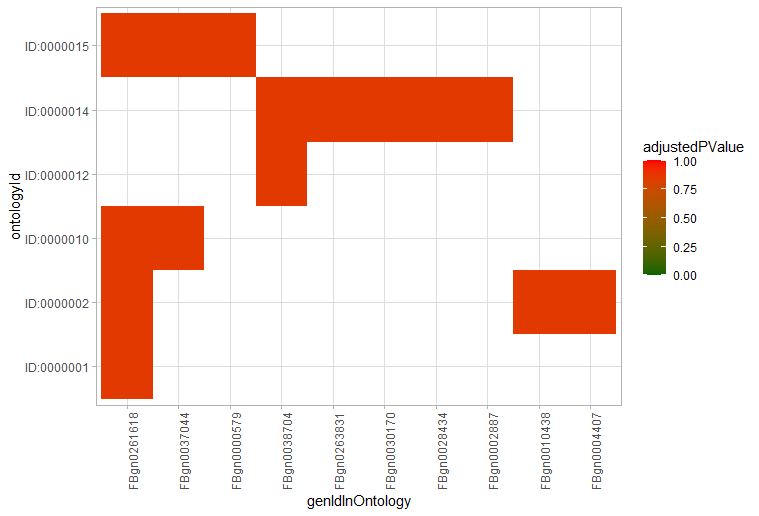 ID:0000015
ID:0000014
ID:0000012
ID:0000010
ID:0000002
ID:0000001
ontologyId
FBgn0261618
FBgn0037044
FBgn0000579
FBgn0038704
FBgn0263831
FBgn0030170
FBgn0028434
FBgn0002887
FBgn0010438
FBgn0004407
genIdInOntology
adjustedPValue
1.00
0.75
0.50
0.25
0.00